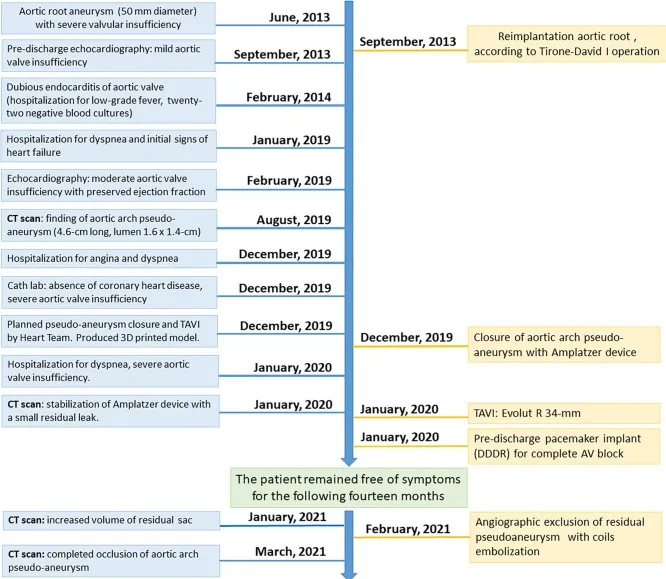 Aortic root aneurysm (50 mm diameter)
with severe valvular insufficiency
June, 2013
September, 2013
Reimplantation aortic root ,
according to Tirone-David I operation
Pre-discharge echocardiography: mild aortic
valve insufficiency
September, 2013
Dubious endocarditis of aortic valve
(hospitalization for low-grade fever, twenty-
two negative blood cultures)
February, 2014
Hospitalization for dyspnea and initial signs of
heart failure
January, 2019
Echocardiography: moderate aortic valve
insufficiency with preserved ejection fraction
February, 2019
CT scan: finding of aortic arch pseudo-
aneurysm (4.6-cm long, lumen 1.6 x 1.4-cm)
August, 2019
Hospitalization for angina and dyspnea
December, 2019
Cath lab: absence of coronary heart disease,
severe aortic valve insufficiency
December, 2019
Planned pseudo-aneurysm closure and TAVI
by Heart Team. Produced 3D printed model.
December, 2019
December, 2019
Closure of aortic arch pseudo-
aneurysm with Amplatzer device
Hospitalization for dyspnea, severe aortic
valve insufficiency.
January, 2020
CT scan: stabilization of Amplatzer device with
a small residual leak.
January, 2020
January, 2020
TAVI: Evolut R 34-mm
January, 2020
Pre-discharge pacemaker implant
(DDDR) for complete AV block
The patient remained free of symptoms
for the following fourteen months
CT scan: increased volume of residual sac
January, 2021
February, 2021
Angiographic exclusion of residual
pseudoaneurysm with coils
embolization
CT scan: completed occlusion of aortic arch
pseudo-aneurysm
March, 2021